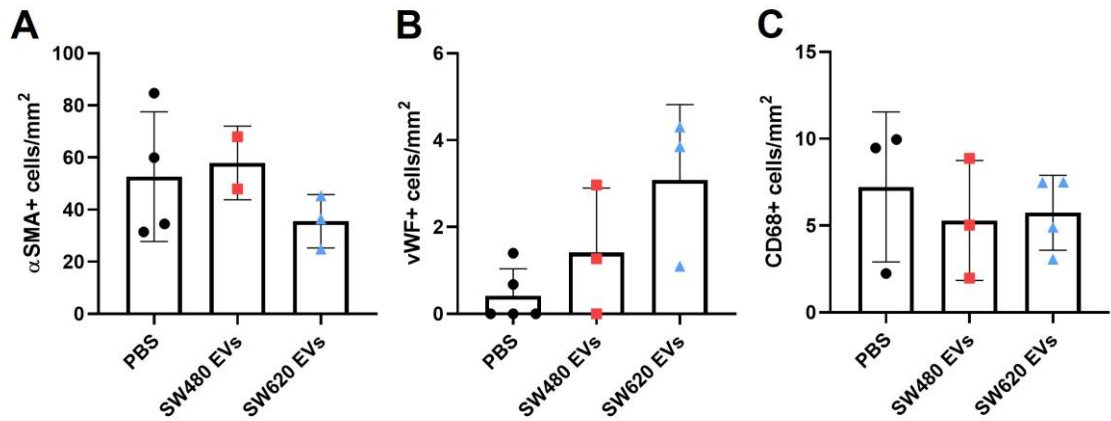 A
αSMA+ cells/mm²
100
80
60
40
20
0
PBS
SW480 EVs
SW620 EVs
B
vWF+ cells/mm²
6
4
2
0
PBS
SW480 EVs
SW620 EVs
C
CD68+ cells/mm²
15
10
5
0
PBS
SW480 EVs
SW620 EVs